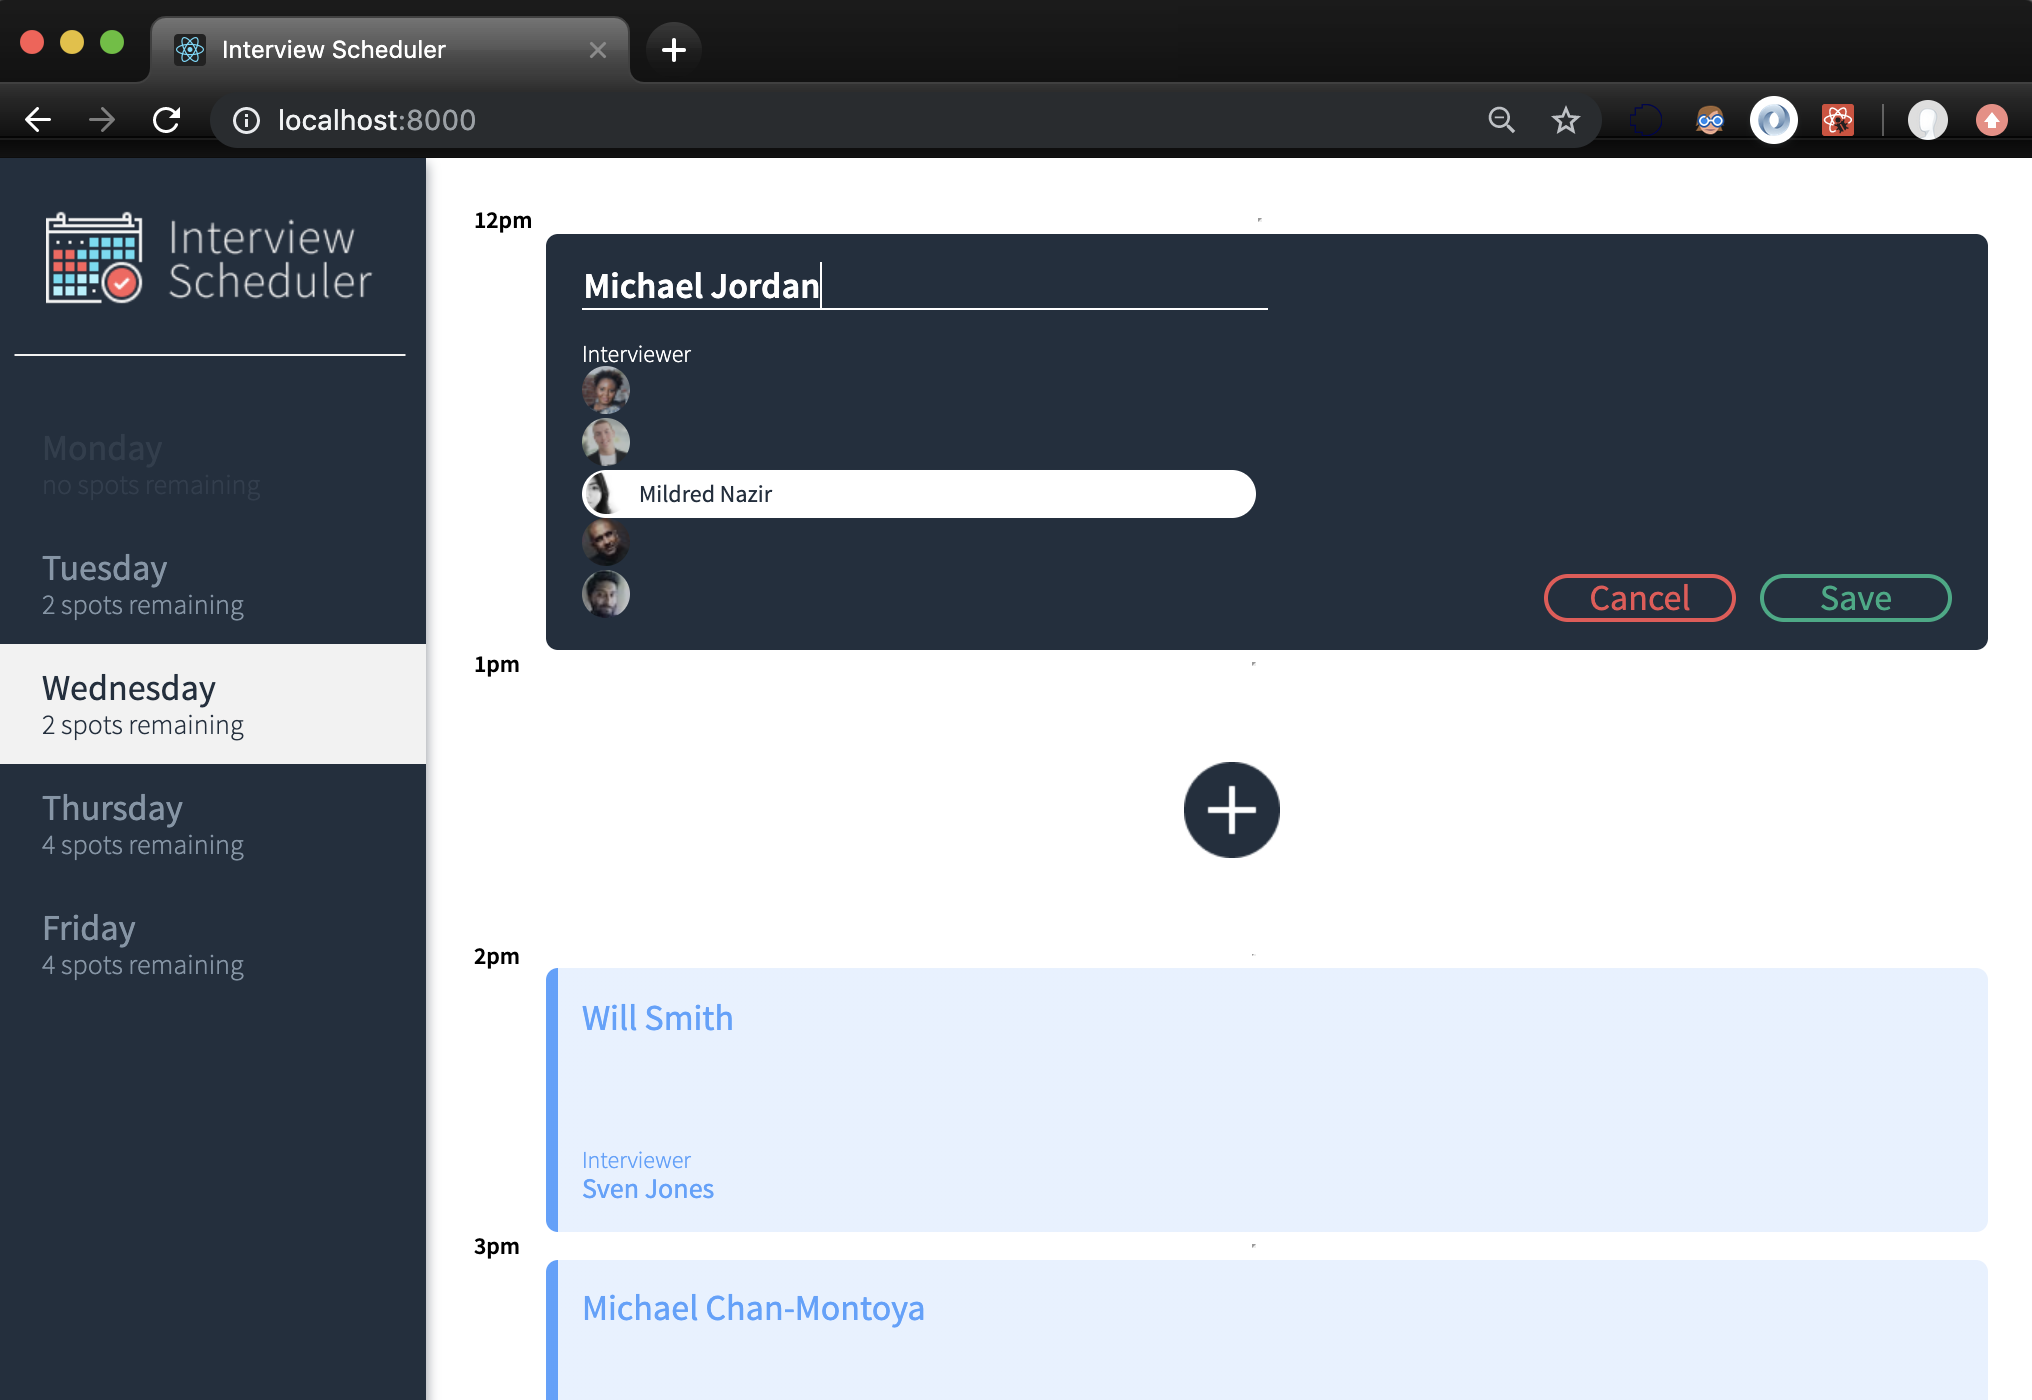 Interview Scheduler
localhost:8000
Interview
Scheduler
Monday
no spots remaining
Tuesday
2 spots remaining
Wednesday
2 spots remaining
Thursday
4 spots remaining
Friday
4 spots remaining
12pm
Michael Jordan
Interviewer
Mildred Nazir
Cancel
Save
1pm
2pm
Will Smith
Interviewer
Sven Jones
3pm
Michael Chan-Montoya